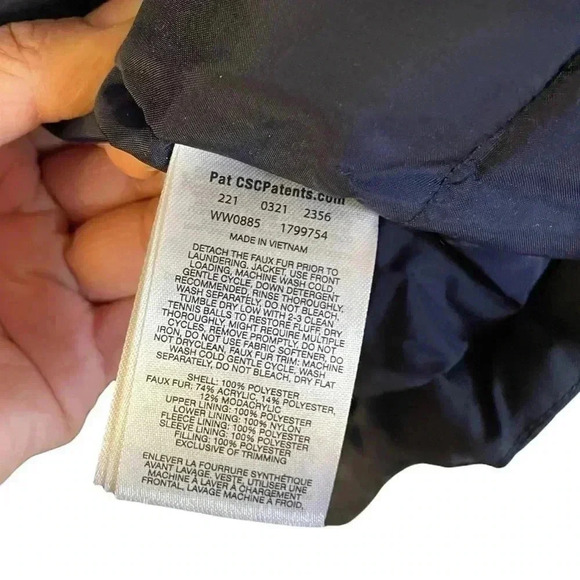 Pat CSCPatents.com
221 0321 2356
WW0885 1799754
MADE IN VIETNAM
DETACH THE FAUX FUR PRIOR TO
LAUNDERING. JACKET, USE FRONT
LOADING, MACHINE WASH COLD
GENTLE CYCLE, DOWN DETERGENT
RECOMMENDED, RINSE THOROUGHLY.
WASH SEPARATELY, DO NOT BLEACH.
TUMBLE DRY LOW WITH 2-3 CLEAN
TENNIS BALLS TO RESTORE FLUFF, DRY
THOROUGHLY, MIGHT REQUIRE MULTIPLE
CYCLES, REMOVE PROMPTLY, DO NOT
IRON, DO NOT USE FABRIC SOFTENER, DO
NOT DRYCLEAN. FAUX FUR TRIM: MACHINE
WASH COLD GENTLE CYCLE, WASH
SEPARATELY, DO NOT BLEACH, DRY FLAT
SHELL: 100% POLYESTER
FAUX FUR: 74% ACRYLIC, 14% POLYESTER,
12% MODACRYLIC
UPPER LINING: 100% POLYESTER
LOWER LINING: 100% NYLON
FLEECE LINING: 100% POLYESTER
SLEEVE LINING: 100% POLYESTER
FILLING: 100% POLYESTER
EXCLUSIVE OF TRIMMING
ENLEVER LA FOURRURE SYNTHÉTIQUE
AVANT LAVAGE. VESTE, UTILISER UNE
MACHINE À LAVER À CHARGEMENT
FRONTAL, LAVAGE MACHINE À FROID,